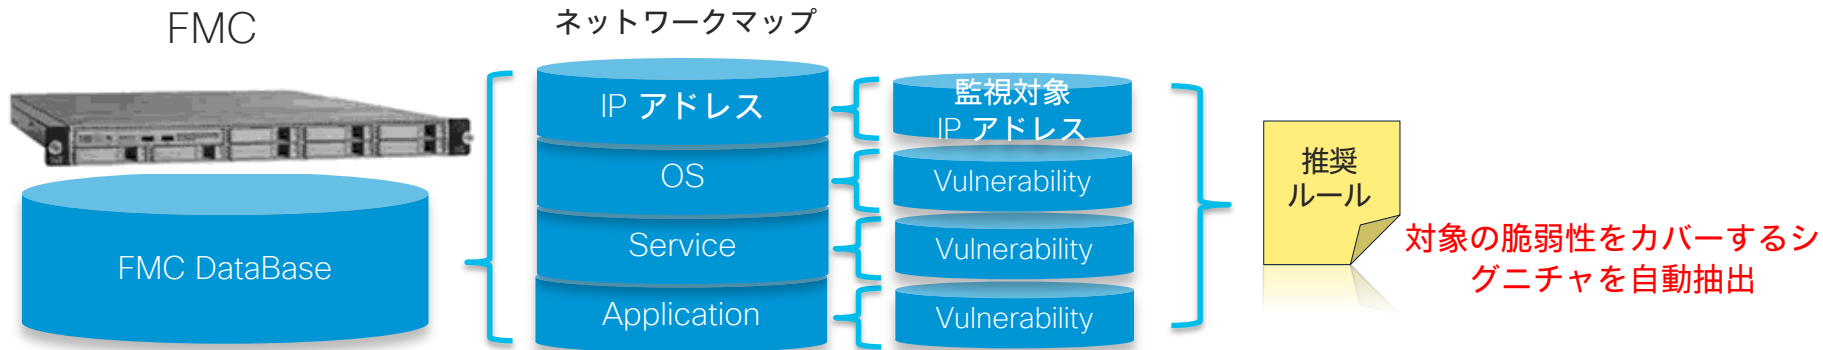 FMC
ネットワークマップ
FMC DataBase
IP アドレス
OS
Service
Application
監視対象
IP アドレス
Vulnerability
Vulnerability
Vulnerability
推奨
ルール
対象の脆弱性をカバーするシ
グニチャを自動抽出